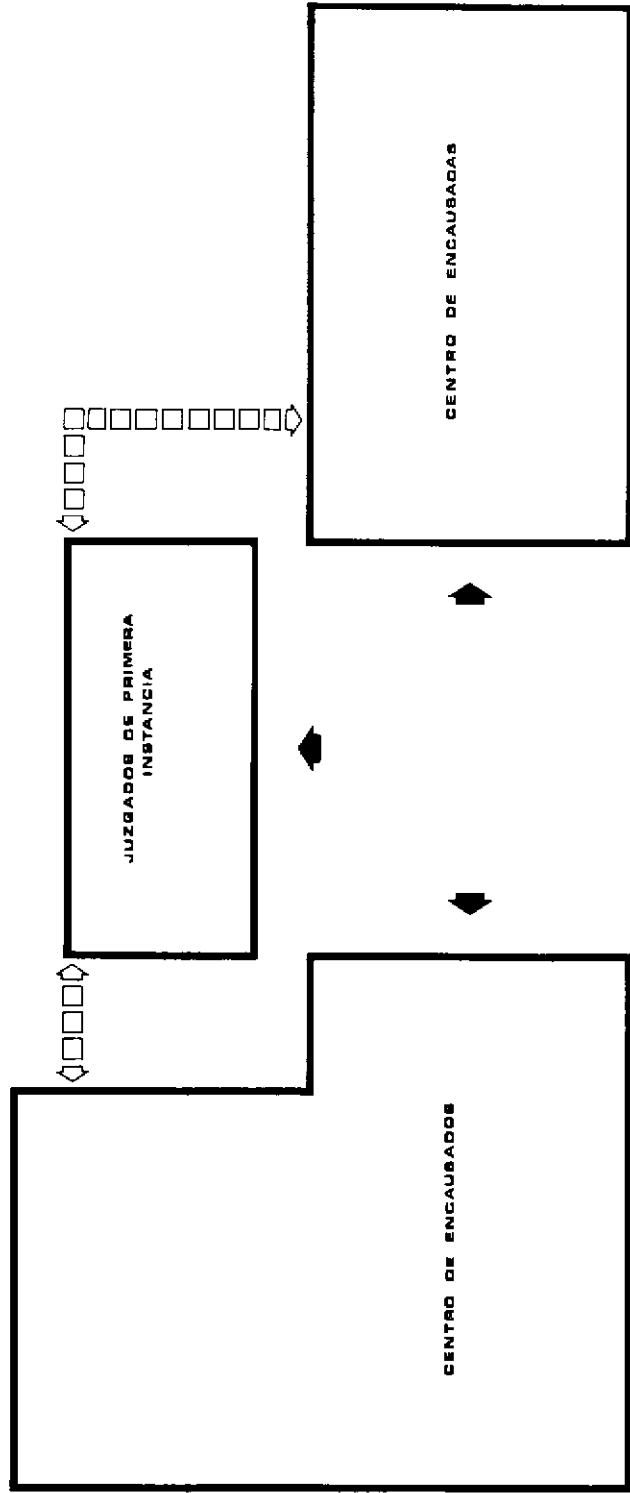 JUZGADOS DE PRIMERA
INSTANCIA
CENTRO DE ENCAUSADOS
CENTRO DE ENCAUSADAS